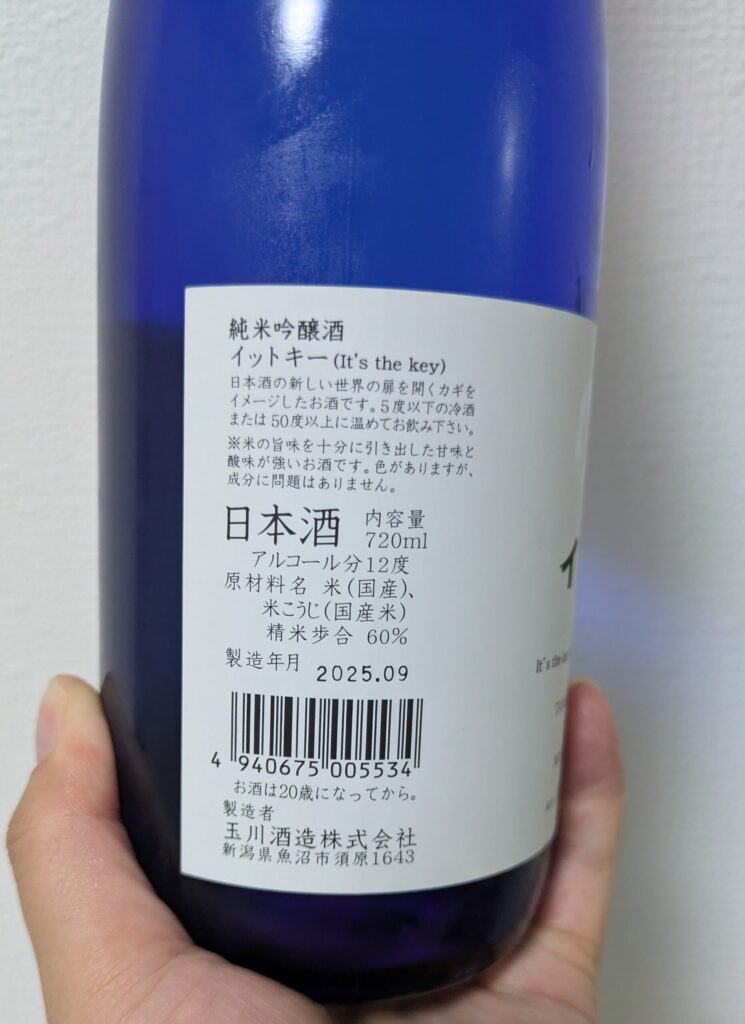 純米吟醸酒
イットキー(It's the key)
日本酒の新しい世界の扉を開くカギを
イメージしたお酒です。5度以下の冷酒
または50度以上に温めてお飲み下さい。
※米の旨味を十分に引き出した甘味と
酸味が強いお酒です。色がありますが、
成分に問題はありません。
日本酒 内容量
720ml
アルコール分12度
原材料名 米(国産)、
米こうじ(国産米)
精米歩合 60%
製造年月 2025.09
4 940675 005534
お酒は20歳になってから。
製造者
玉川酒造株式会社
新潟県魚沼市須原1643
イ
It's the